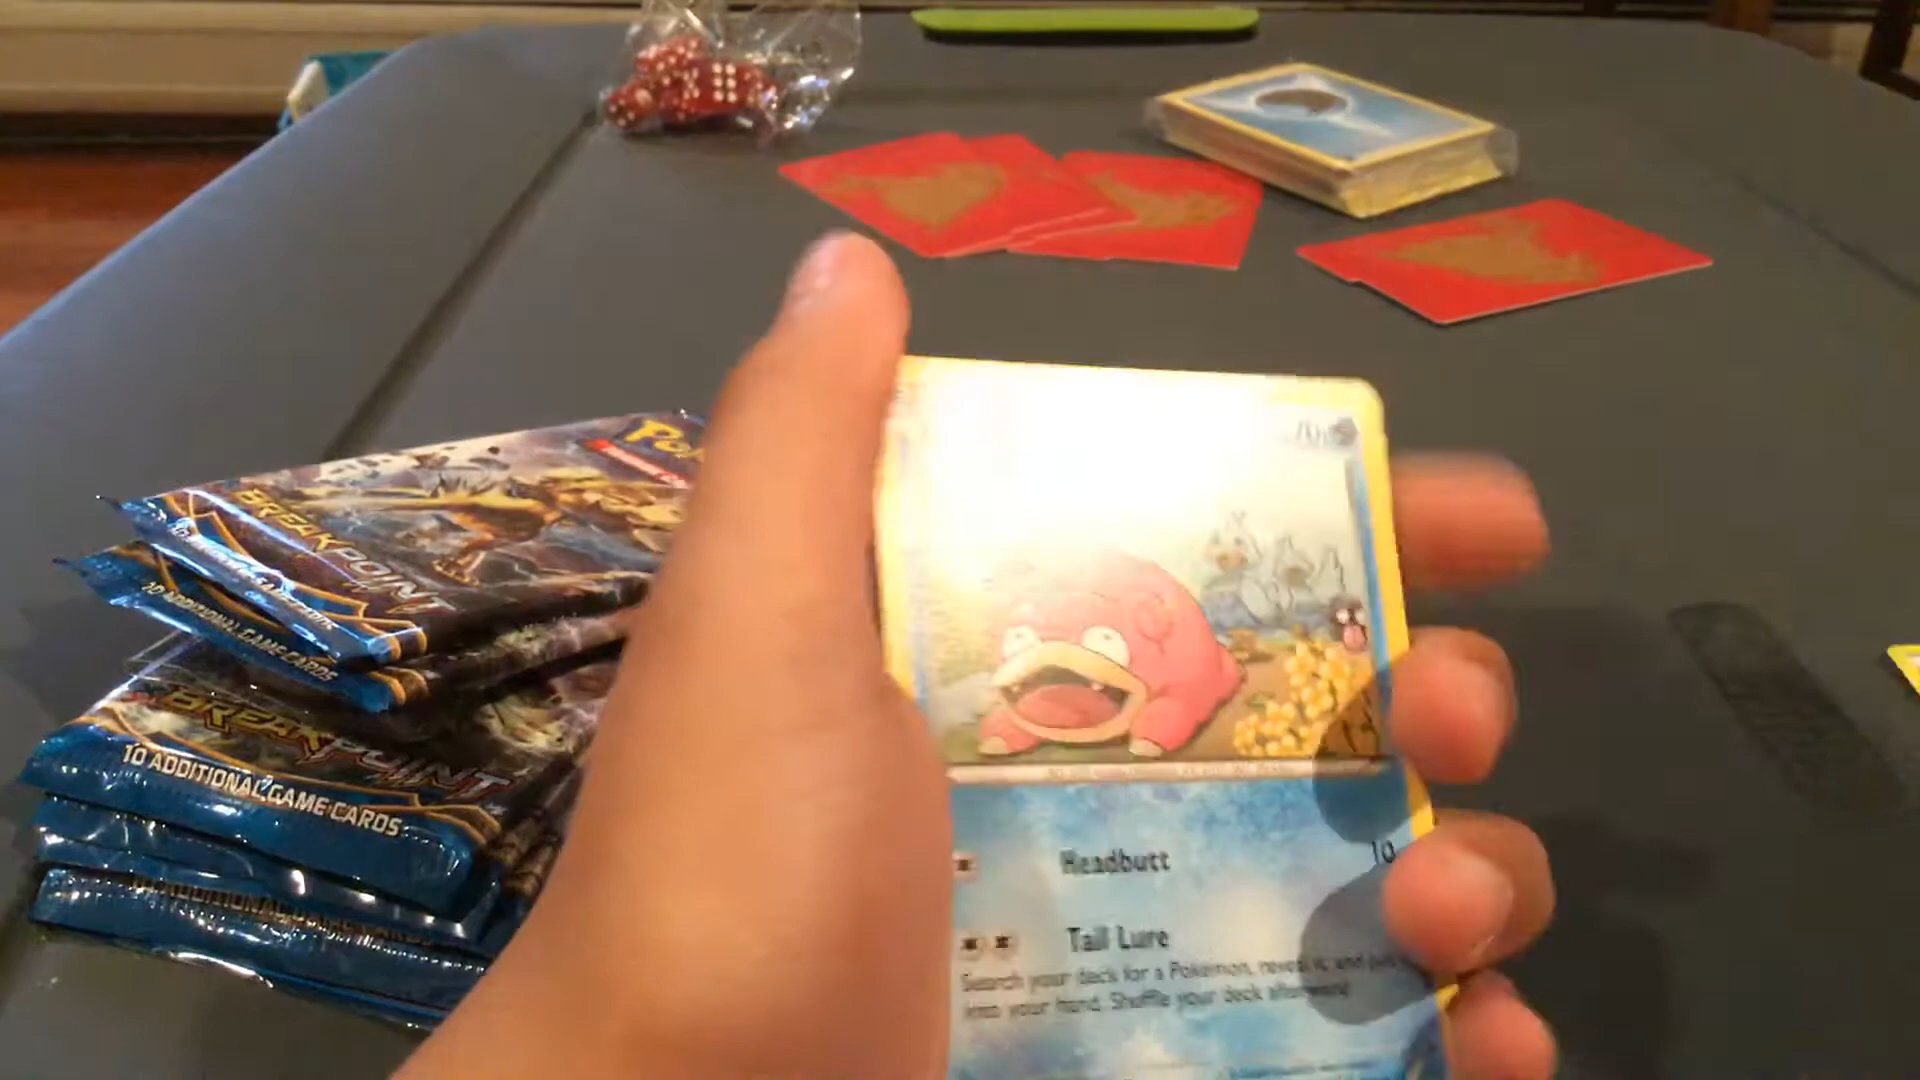 BREAKPOINT
10 ADDITIONAL GAME CARDS
BREAKPOINT
10 ADDITIONAL GAME CARDS
Headbutt 10
Tail Lure
Search your deck for a Pokémon, reveal it, and put
into your hand. Shuffle your deck afterward